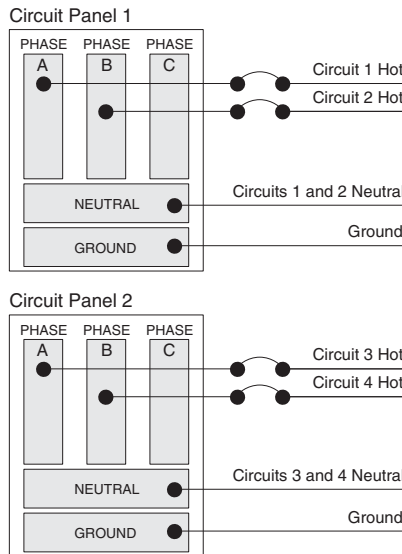 Circuit Panel 1
PHASE PHASE PHASE
A B C
Circuit 1 Hot
Circuit 2 Hot
NEUTRAL
Circuits 1 and 2 Neutral
GROUND
Ground
Circuit Panel 2
PHASE PHASE PHASE
A B C
Circuit 3 Hot
Circuit 4 Hot
NEUTRAL
Circuits 3 and 4 Neutral
GROUND
Ground